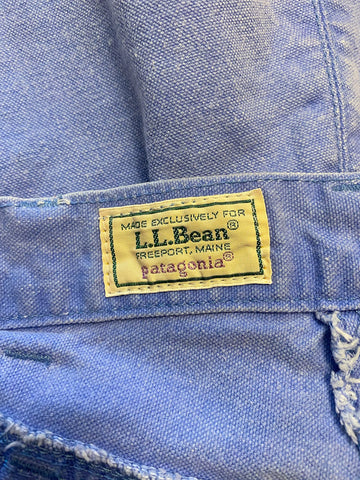 MADE EXCLUSIVELY FOR
L.L.Bean®
FREEPORT, MAINE
patagonia®